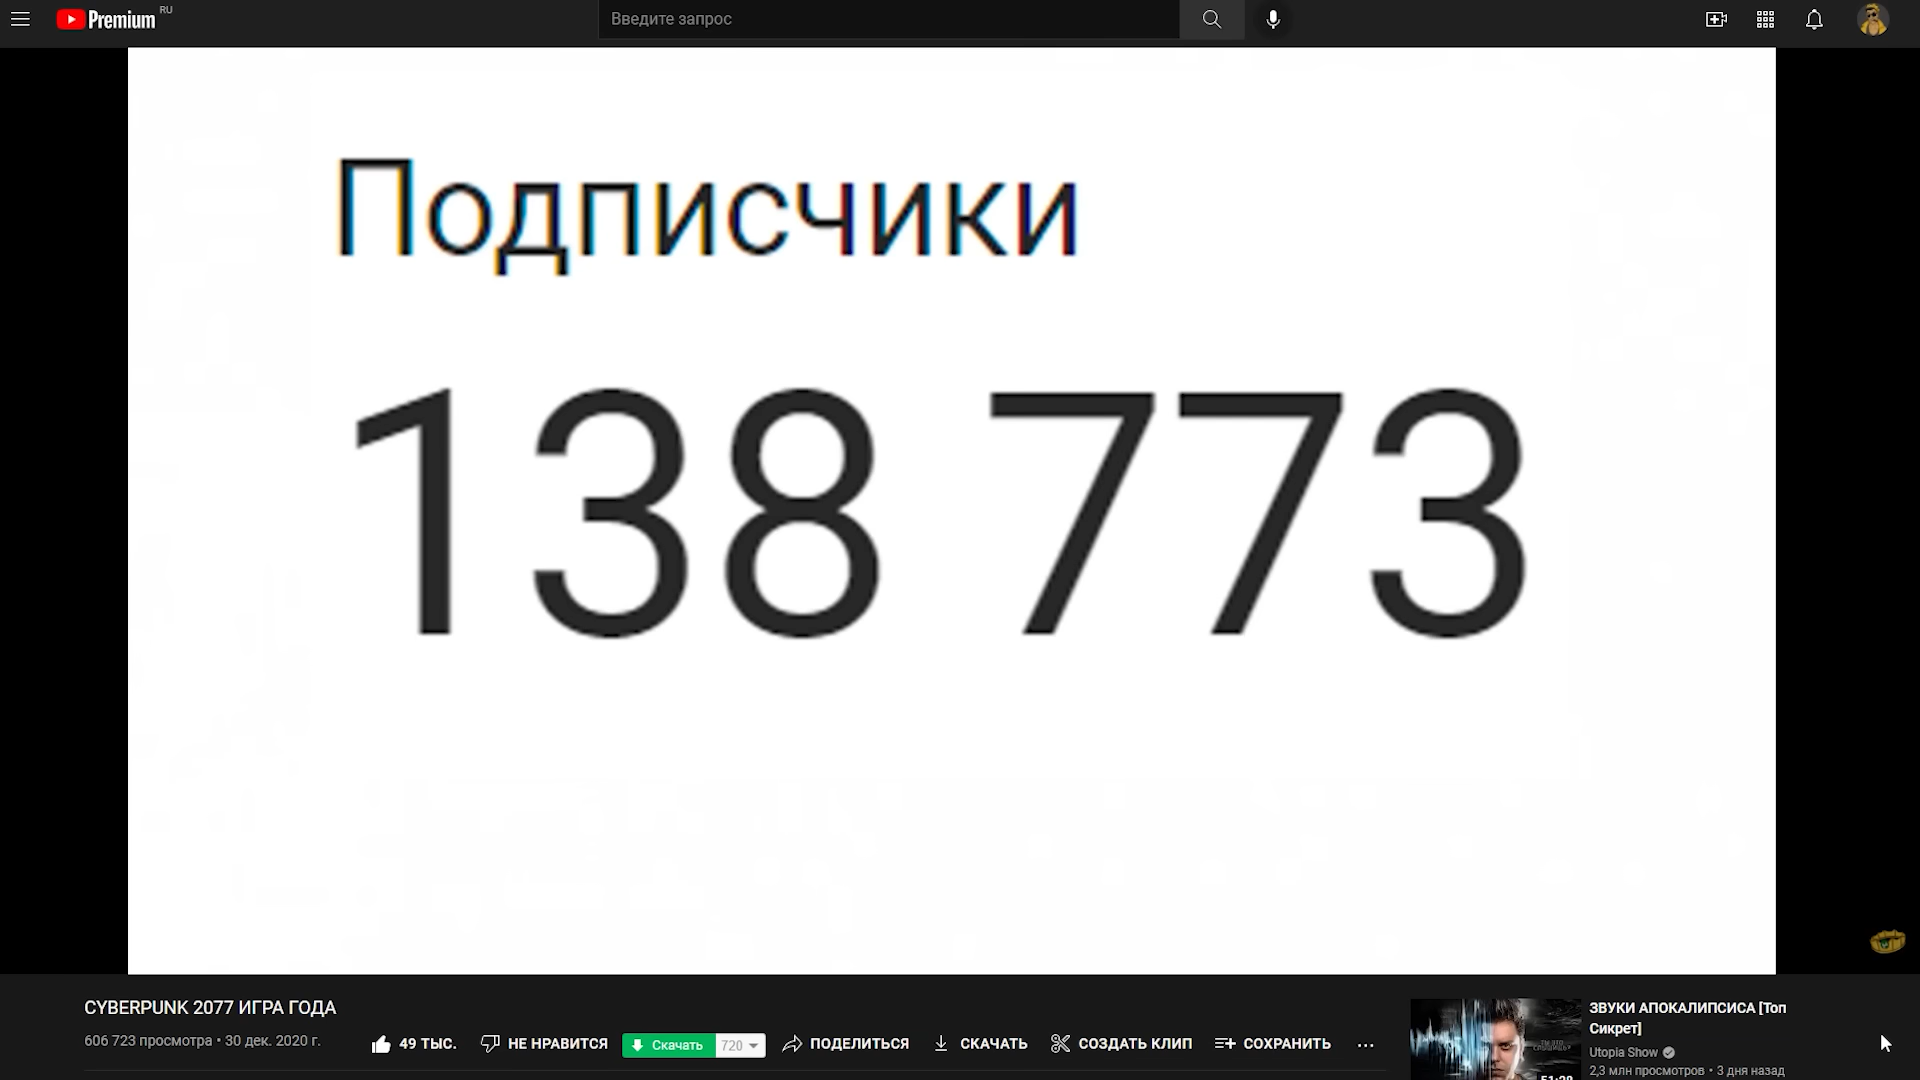 Premium RU
Введите запрос
Подписчики
138 773
CYBERPUNK 2077 ИГРА ГОДА
606 723 просмотра • 30 дек. 2020 г.
49 ТЫС.
НЕ НРАВИТСЯ
Скачать
720
ПОДЕЛИТЬСЯ
СКАЧАТЬ
СОЗДАТЬ КЛИП
СОХРАНИТЬ
ЗВУКИ АПОКАЛИПСИСА [Топ
Сикрет]
Utopia Show
2,3 млн просмотров • 3 дня назад